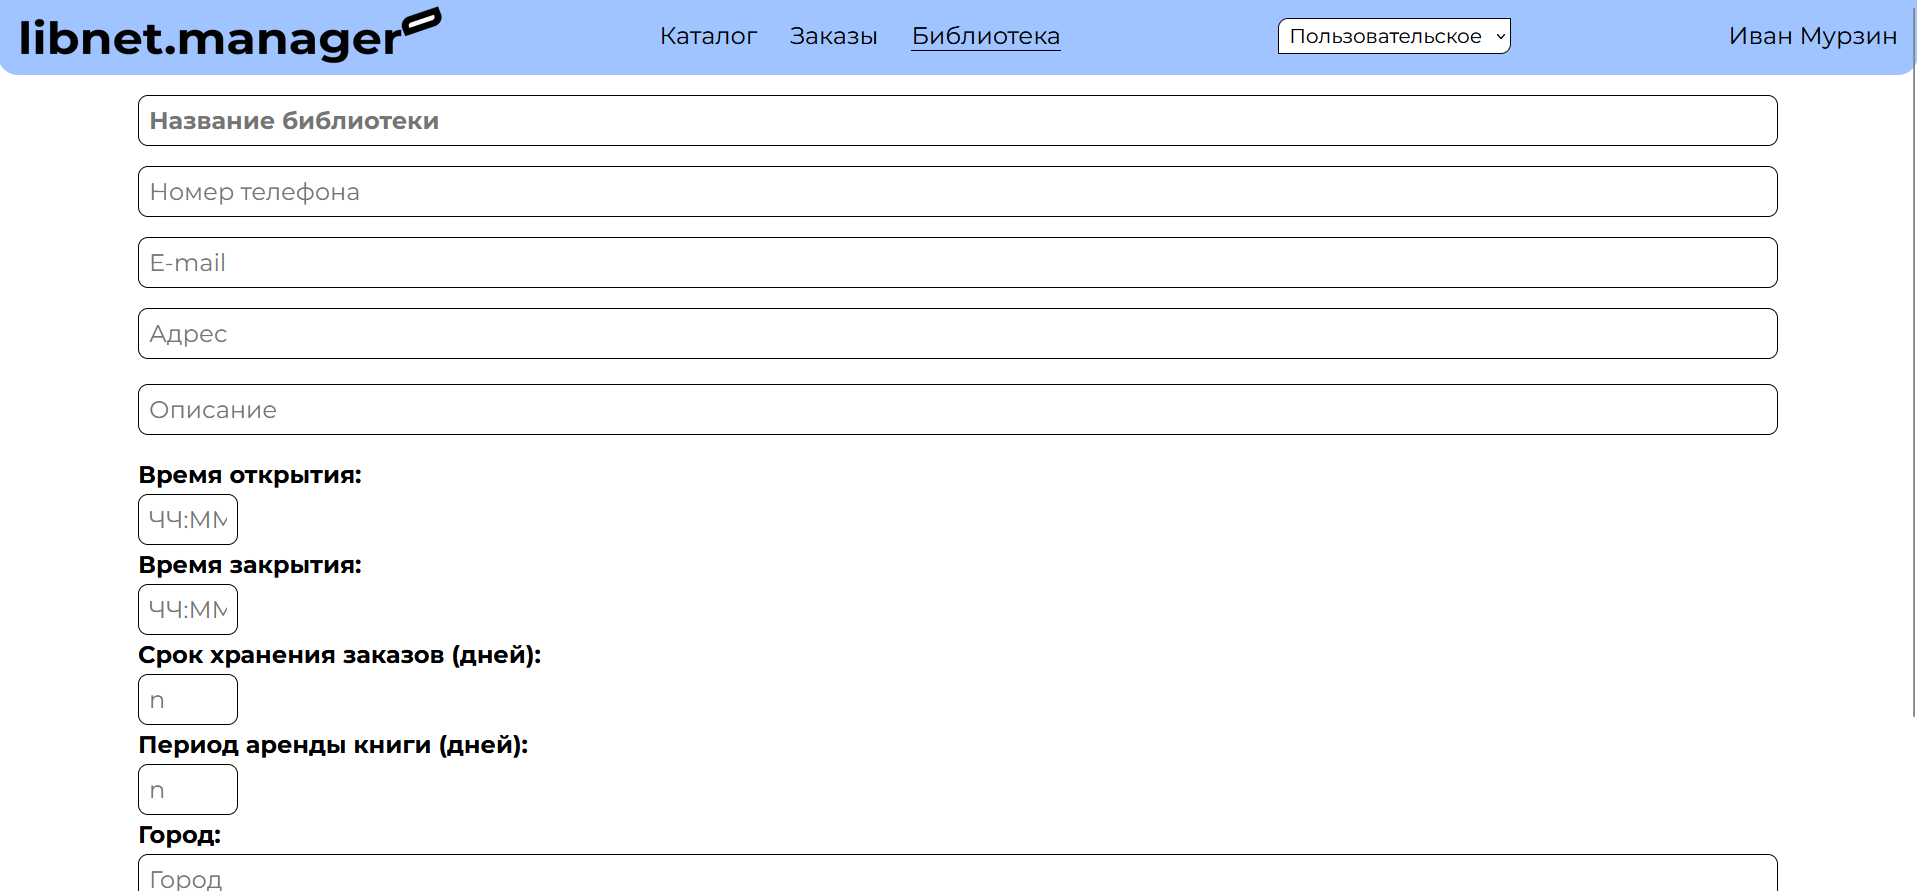 libnet.manager
Каталог Заказы Библиотека Пользовательское Иван Мурзин
Название библиотеки
Номер телефона
E-mail
Адрес
Описание
Время открытия:
ЧЧ:ММ
Время закрытия:
ЧЧ:ММ
Срок хранения заказов (дней):
n
Период аренды книги (дней):
n
Город:
Город